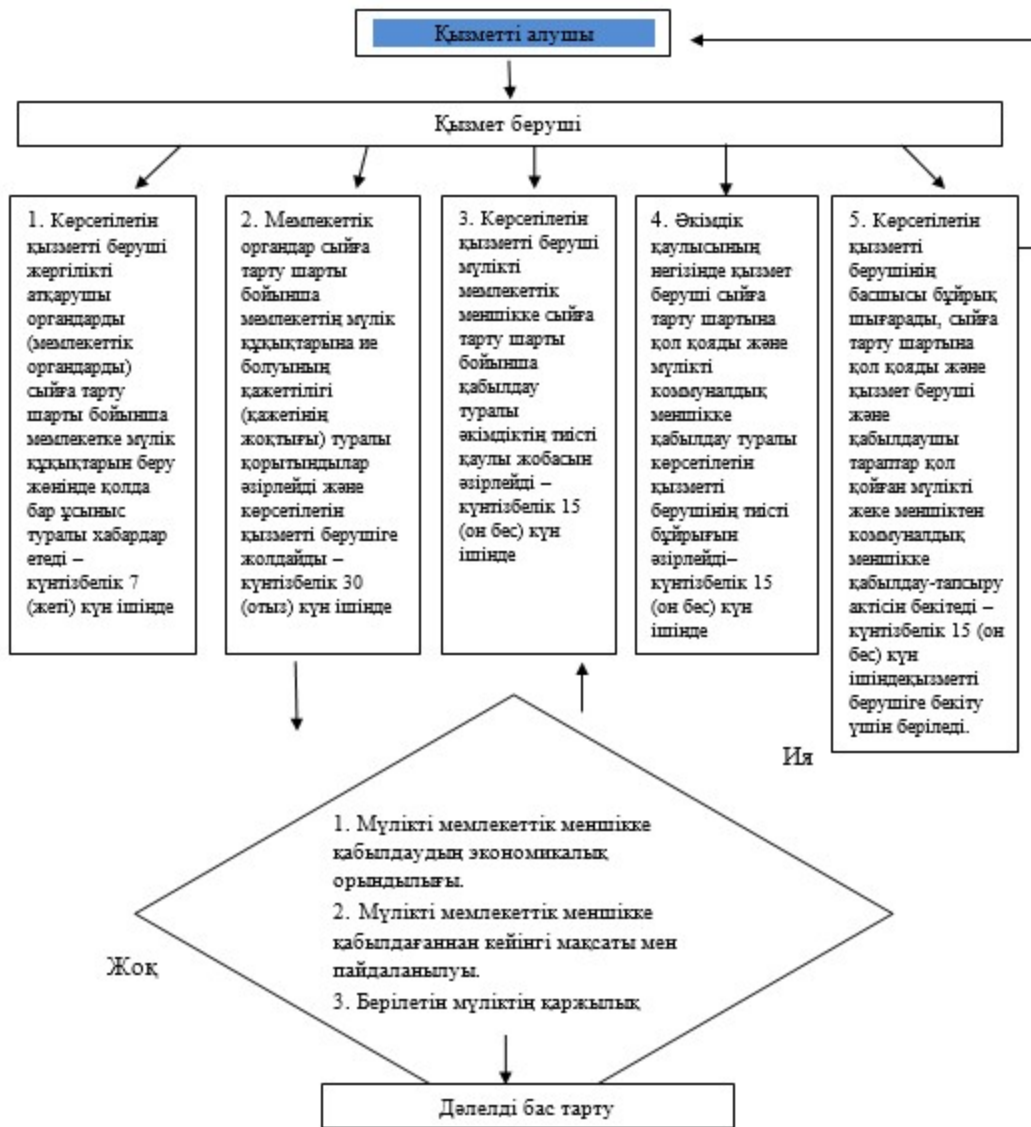 Қызметті алушы
Қызмет беруші
1. Көрсетілетін
қызметті беруші
жергілікті
атқарушы
органдарды
(мемлекеттік
органдарды)
сыйға тарту
шарты бойынша
мемлекетке мүлік
құқықтарын беру
жөнінде қолда
бар ұсыныс
туралы хабардар
етеді –
күнтізбелік 7
(жеті) күн ішінде
2. Мемлекеттік
органдар сыйға
тарту шарты
бойынша
мемлекеттің мүлік
құқықтарына ие
болуының
қажеттілігі
(қажетінің
жоқтығы) туралы
қорытындылар
әзірлейді және
көрсетілетін
қызметті берушіге
жолдайды –
күнтізбелік 30
(отыз) күн ішінде
3. Көрсетілетін
қызметті беруші
мүлікті
мемлекеттік
меншікке сыйға
тарту шарты
бойынша
қабылдау
туралы
әкімдіктің тиісті
қаулы жобасын
әзірлейді –
күнтізбелік 15
(он бес) күн
ішінде
4. Әкімдік
қаулысының
негізінде қызмет
беруші сыйға
тарту шартына
қол қояды және
мүлікті
коммуналдық
меншікке
қабылдау туралы
көрсетілетін
қызметті
берушінің тиісті
бұйрығын
әзірлейді–
күнтізбелік 15
(он бес) күн
ішінде
5. Көрсетілетін
қызметті
берушінің
басшысы бұйрық
шығарады, сыйға
тарту шартына
қол қояды және
қызмет беруші
және
қабылдаушы
тараптар қол
қойған мүлікті
жеке меншіктен
коммуналдық
меншікке
қабылдау-тапсыру
актісін бекітеді –
күнтізбелік 15 (он
бес) күн
ішіндеқызметті
берушіге бекіту
үшін беріледі.
Ия
1. Мүлікті мемлекеттік меншікке
қабылдаудың экономикалық
орындылығы.
2. Мүлікті мемлекеттік меншікке
қабылдағаннан кейінгі мақсаты мен
пайдаланылуы.
3. Берілетін мүліктің қаржылық
Жоқ
Дәлелді бас тарту